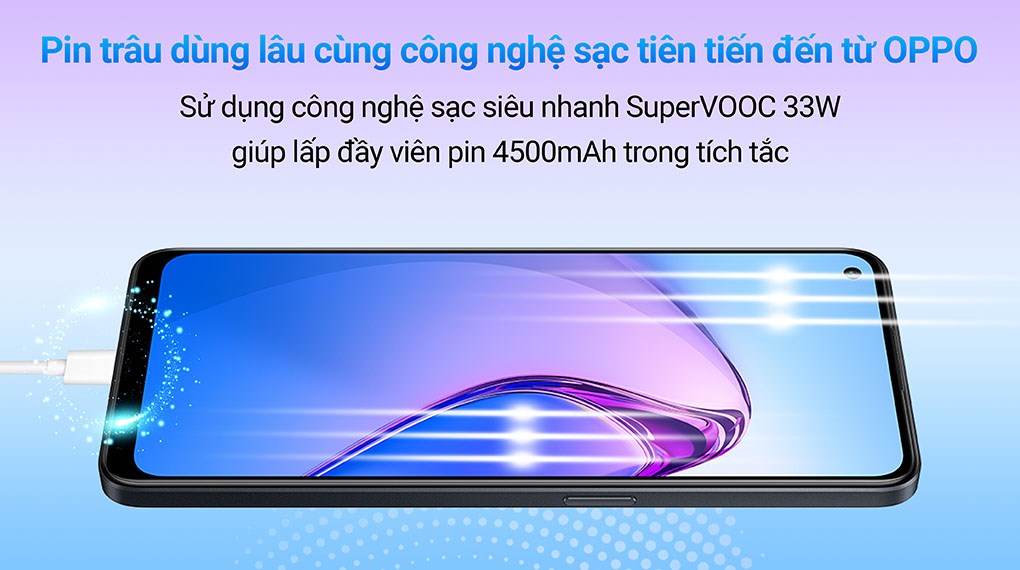 Pin trâu dùng lâu cùng công nghệ sạc tiên tiến đến từ OPPO
Sử dụng công nghệ sạc siêu nhanh SuperVOOC 33W
giúp lấp đầy viên pin 4500mAh trong tích tắc